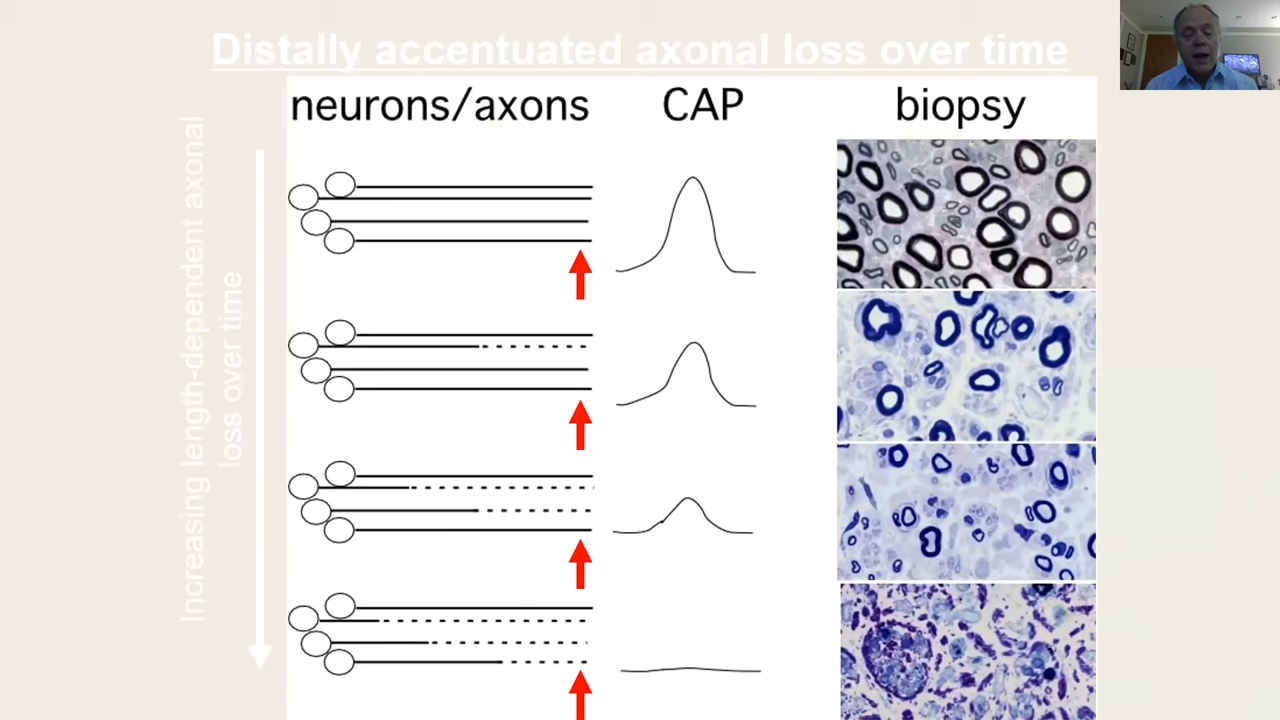 Distally accentuated axonal loss over time
neurons/axons
CAP
biopsy
Increasing length-dependent axonal
loss over time